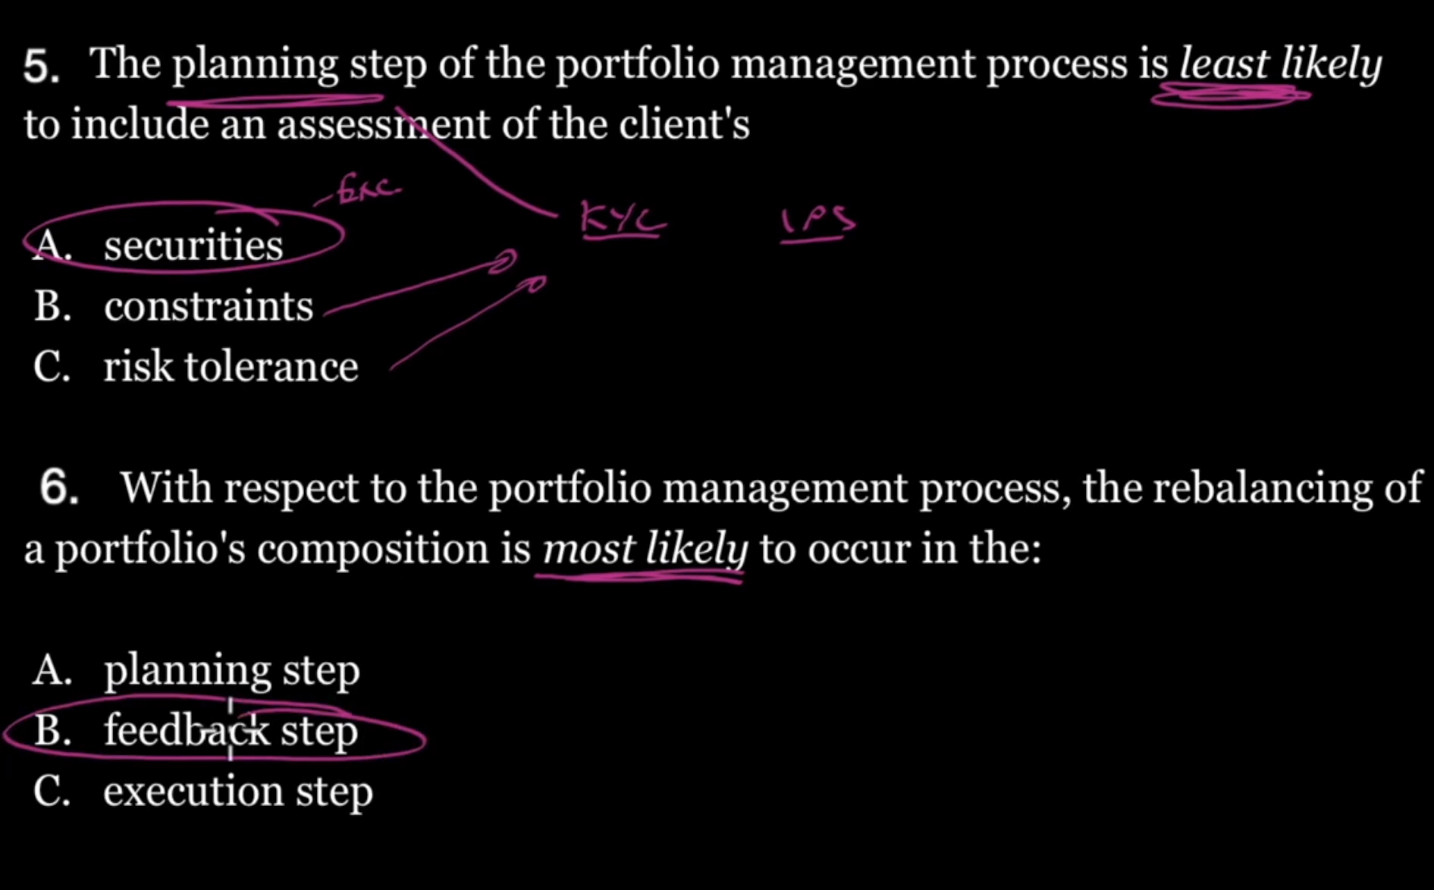 5. The planning step of the portfolio management process is least likely
to include an assessment of the client's
Exc.
KYC IPS
A. securities
B. constraints
C. risk tolerance
6. With respect to the portfolio management process, the rebalancing of
a portfolio's composition is most likely to occur in the:
A. planning step
B. feedback step
C. execution step